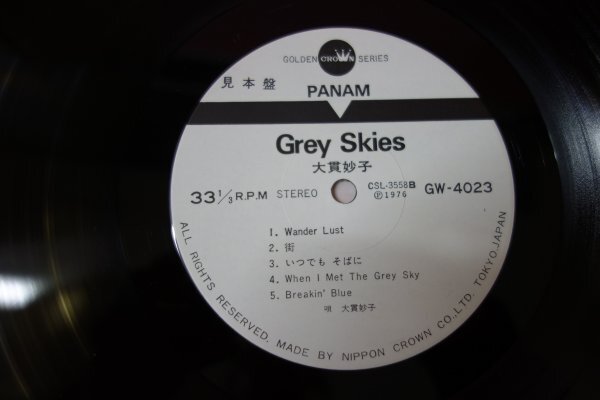 GOLDEN CROWN SERIES
見本盤
PANAM
Grey Skies
大貫妙子
33 1/3 R.P.M STEREO
CSL-3558B
Ⓟ1976
GW-4023
1. Wander Lust
2. 街
3. いつでも そばに
4. When I Met The Grey Sky
5. Breakin' Blue
唄 大貫妙子
ALL RIGHTS RESERVED. MADE BY NIPPON CROWN CO.,LTD. TOKYO.JAPAN